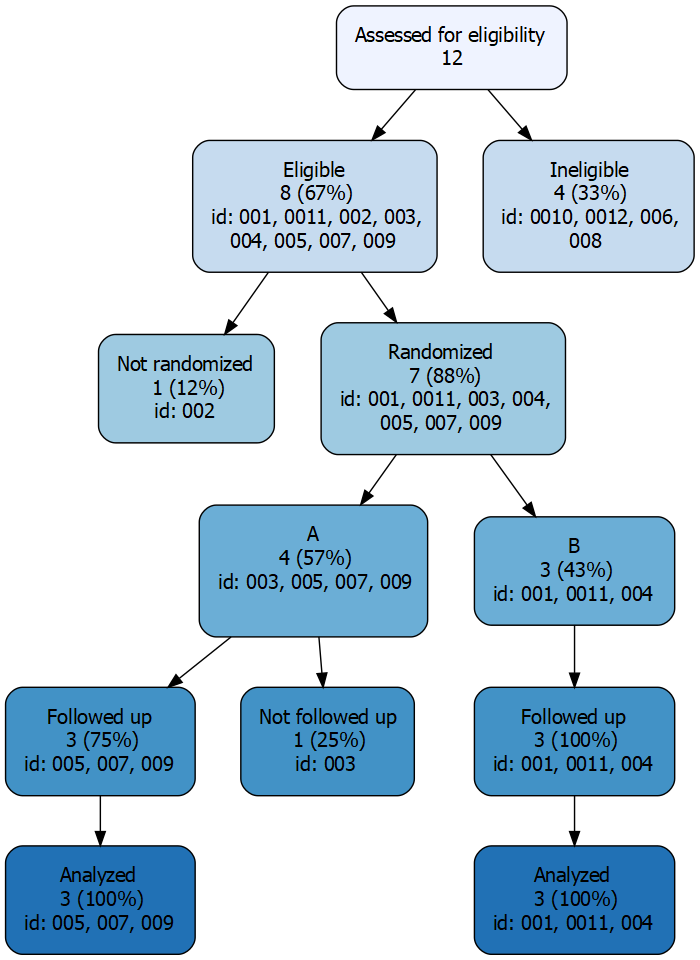 Assessed for eligibility
12
Eligible
8 (67%)
id: 001, 0011, 002, 003,
004, 005, 007, 009
Ineligible
4 (33%)
id: 0010, 0012, 006,
008
Not randomized
1 (12%)
id: 002
Randomized
7 (88%)
id: 001, 0011, 003, 004,
005, 007, 009
A
4 (57%)
id: 003, 005, 007, 009
B
3 (43%)
id: 001, 0011, 004
Followed up
3 (75%)
id: 005, 007, 009
Not followed up
1 (25%)
id: 003
Followed up
3 (100%)
id: 001, 0011, 004
Analyzed
3 (100%)
id: 005, 007, 009
Analyzed
3 (100%)
id: 001, 0011, 004